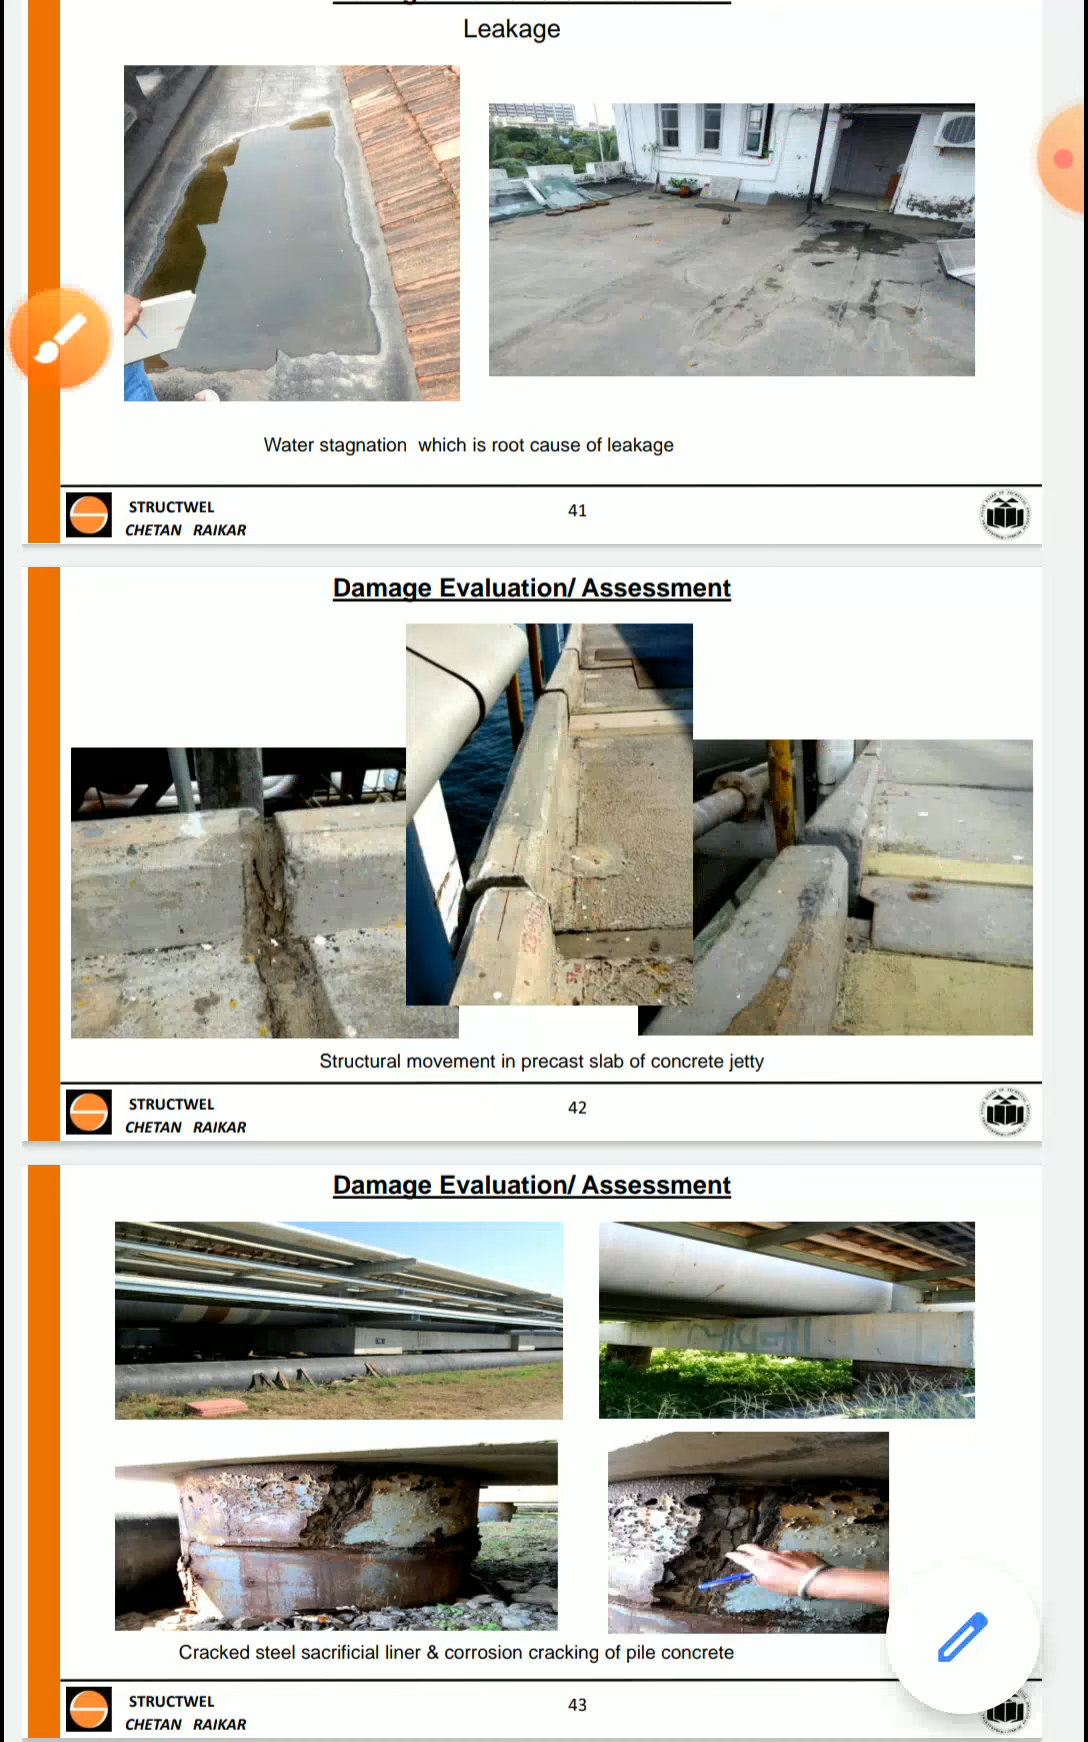 Leakage
Water stagnation which is root cause of leakage
STRUCTWEL
CHETAN RAIKAR
41
Damage Evaluation/ Assessment
Structural movement in precast slab of concrete jetty
STRUCTWEL
CHETAN RAIKAR
42
Damage Evaluation/ Assessment
Cracked steel sacrificial liner & corrosion cracking of pile concrete
STRUCTWEL
CHETAN RAIKAR
43